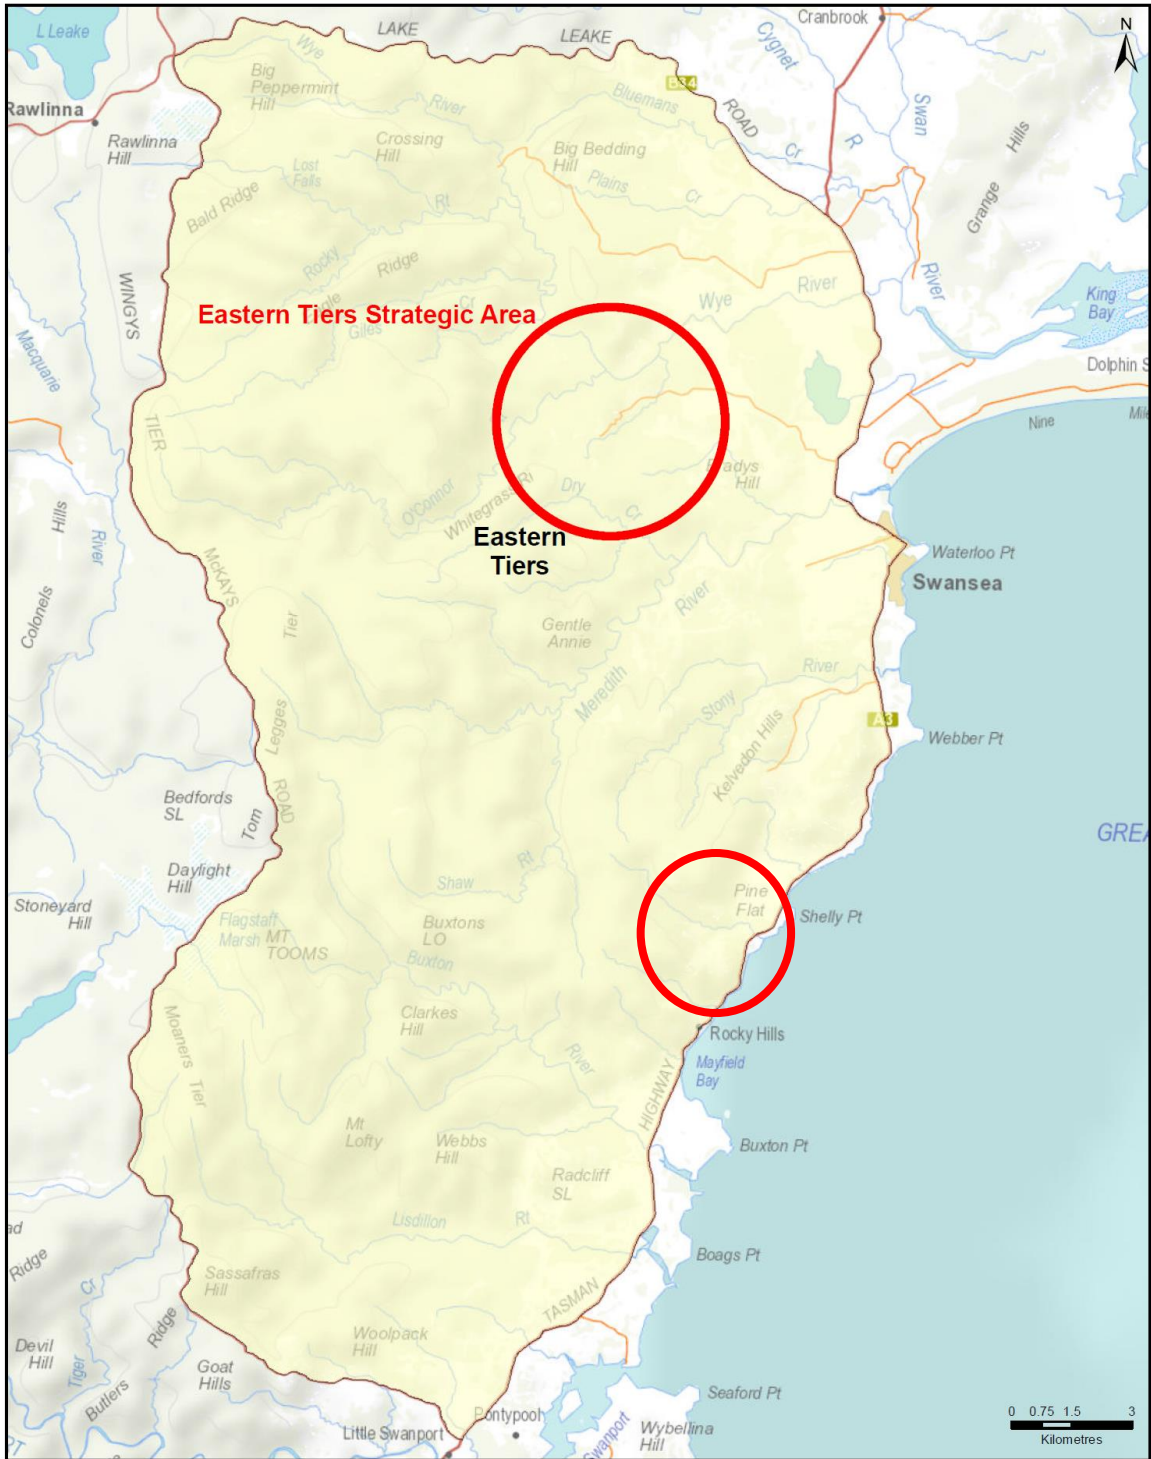 L Leake
LAKE
LEAKE
Cranbrook
N
Wye
Cygnet
Big
Peppermint
Hill
B34
River
Bluemans
ROAD
Swan
Rawlinna
Rawlinna
Hill
Crossing
Hill
Big Bedding
Hill
Cr
R
Hills
Lost
Falls
Plains
Cr
Grange
Bald Ridge
Rt
Rocky
Ridge
River
WINGYS
Cr
Wye
River
King
Bay
Eastern Tiers Strategic Area
Giles
Macquarie
Dolphin S
Nine
Mile
TIER
Bradys
Hill
O'Connor
Whitegrass Ri
Dry
Cr
Hills
River
Eastern
Tiers
Waterloo Pt
Swansea
McKAYS
Colonels
Tier
Gentle
Annie
River
River
Meredith
Stony
Legges
A3
Webber Pt
Kelvedon Hills
ROAD
Bedfords
SL
Tom
GREA
Daylight
Hill
Shaw
Rt
Pine
Flat
Stoneyard
Hill
Flagstaff
Marsh
MT
TOOMS
Buxtons
LO
Shelly Pt
Buxton
Clarkes
Hill
Moaners Tier
Rocky Hills
River
Mayfield
Bay
HIGHWAY
Mt
Lofty
Webbs
Hill
Buxton Pt
Radcliff
SL
Lisdillon
Rt
ad
Ridge
Boags Pt
Cr
Sassafras
Hill
TASMAN
Ridge
Woolpack
Hill
Devil
Hill
Tiger
Goat
Hills
Butlers
Seaford Pt
Pontypool
Little Swanport
Swanport
Wybellina
Hill
PT
0 0.75 1.5 3
Kilometres